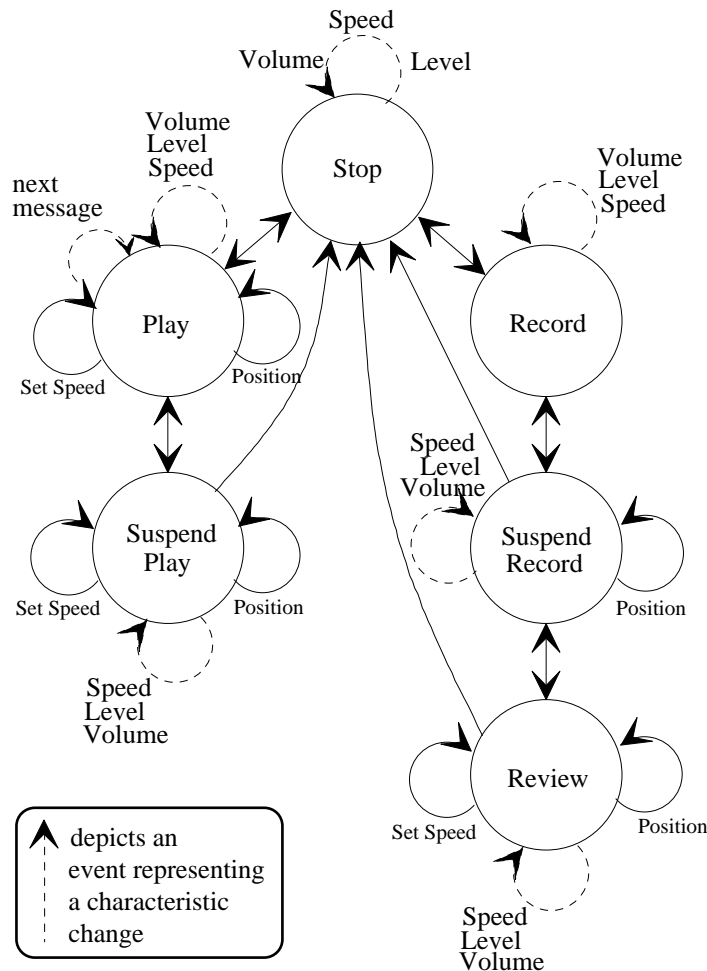 Speed
Volume
Level
Stop
Volume
Level
Speed
next
message
Volume
Level
Speed
Play
Record
Set Speed
Position
Speed
Level
Volume
Suspend
Play
Suspend
Record
Set Speed
Position
Position
Speed
Level
Volume
Review
Set Speed
Position
depicts an
event representing
a characteristic
change
Speed
Level
Volume